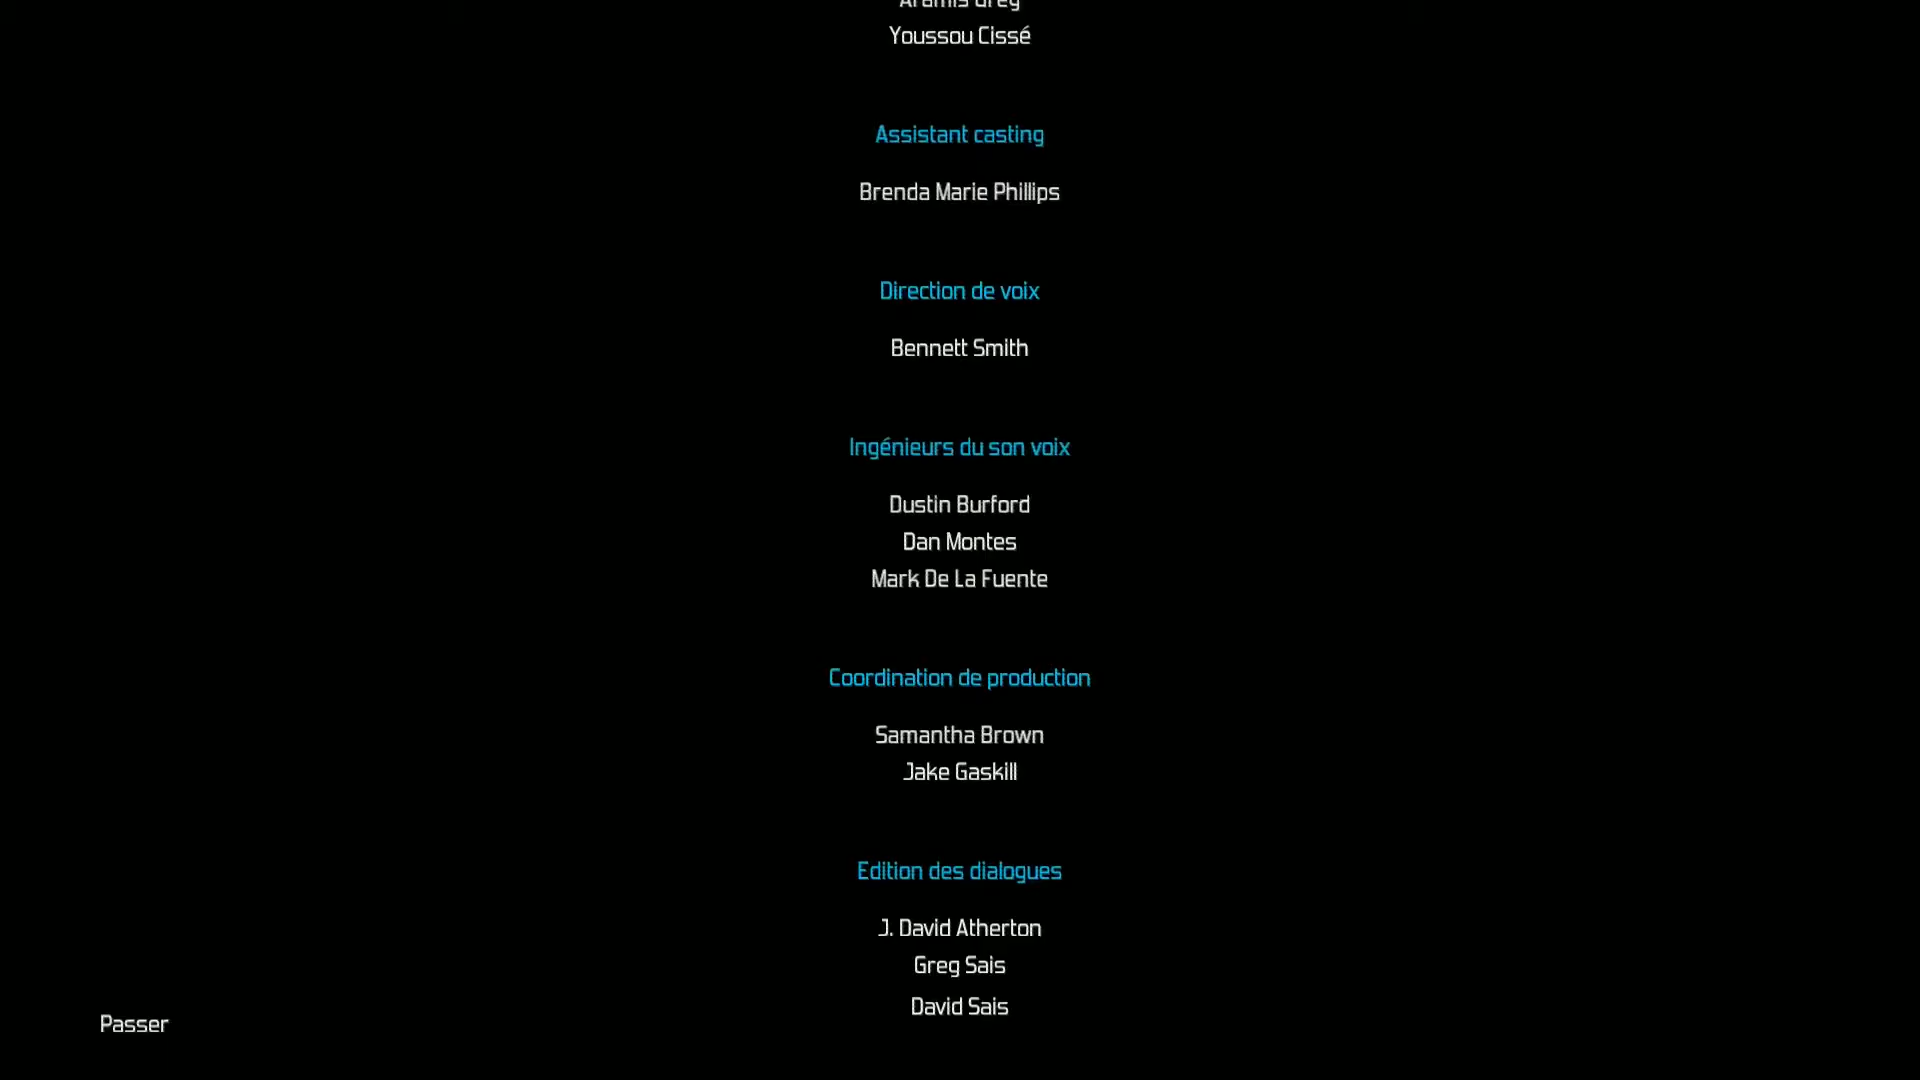 Aramis Greg
Youssou Cissé
Assistant casting
Brenda Marie Phillips
Direction de voix
Bennett Smith
Ingénieurs du son voix
Dustin Burford
Dan Montes
Mark De La Fuente
Coordination de production
Samantha Brown
Jake Gaskill
Edition des dialogues
J. David Atherton
Greg Sais
David Sais
Passer